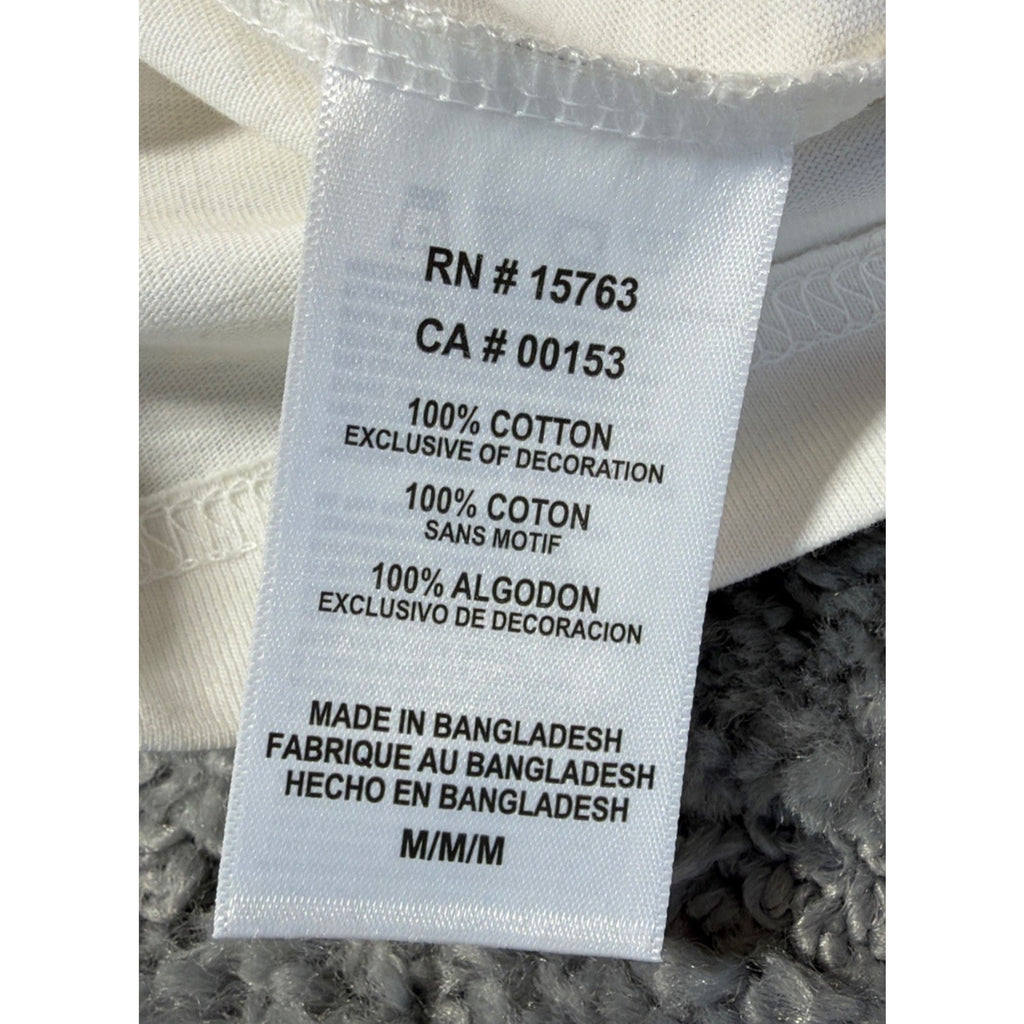 RN # 15763
CA # 00153
100% COTTON
EXCLUSIVE OF DECORATION
100% COTON
SANS MOTIF
100% ALGODON
EXCLUSIVO DE DECORACION
MADE IN BANGLADESH
FABRIQUE AU BANGLADESH
HECHO EN BANGLADESH
M/M/M